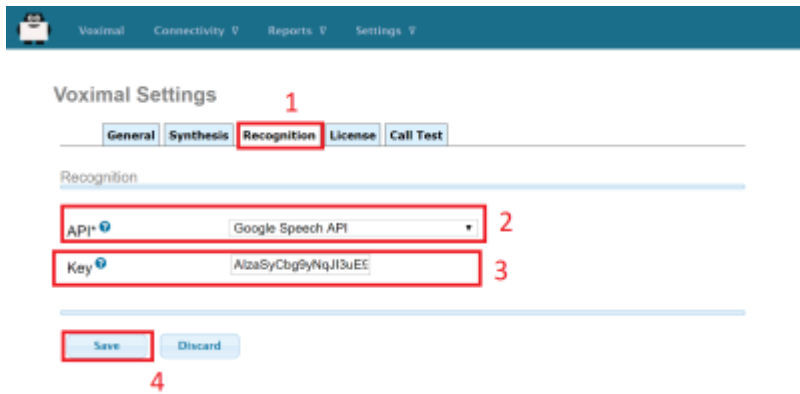 Voximal Connectivity ∇ Reports ∇ Settings ∇
Voximal Settings
1
General Synthesis Recognition License Call Test
Recognition
API* ? Google Speech API ▼ 2
Key ? AIzaSyCbg9yNqJI3uES 3
Save Discard
4